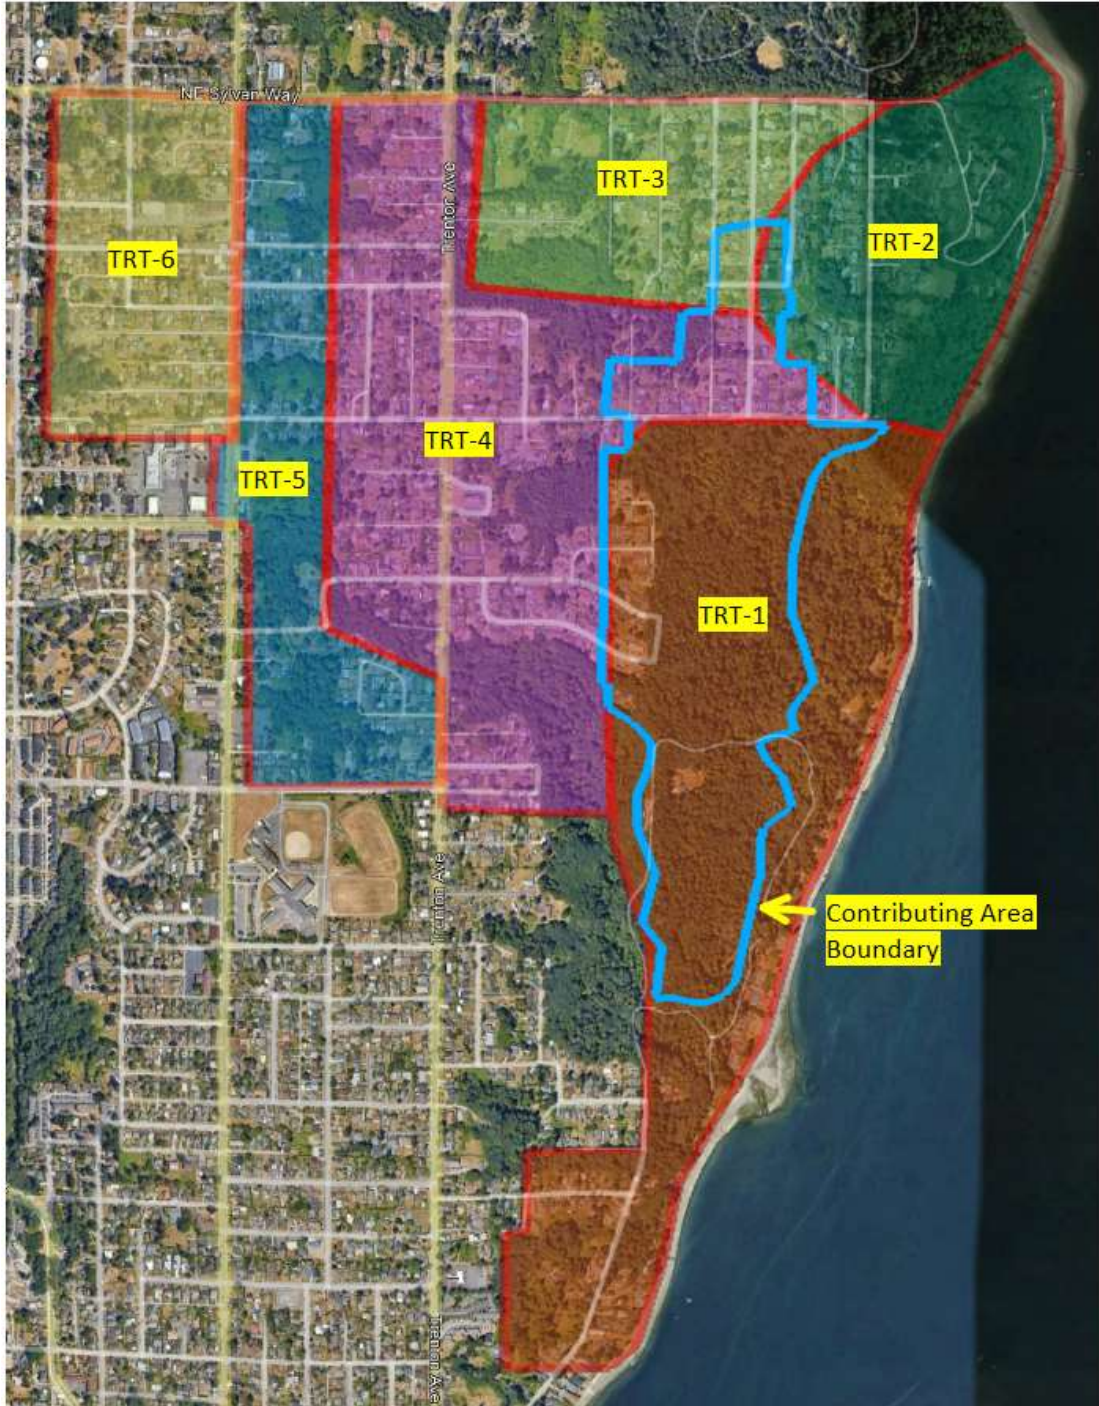 NE Sylvan Way
Trenton Ave
TRT-3
TRT-2
TRT-6
TRT-4
TRT-5
TRT-1
Contributing Area
Boundary
Trenton Ave
Trenton Ave